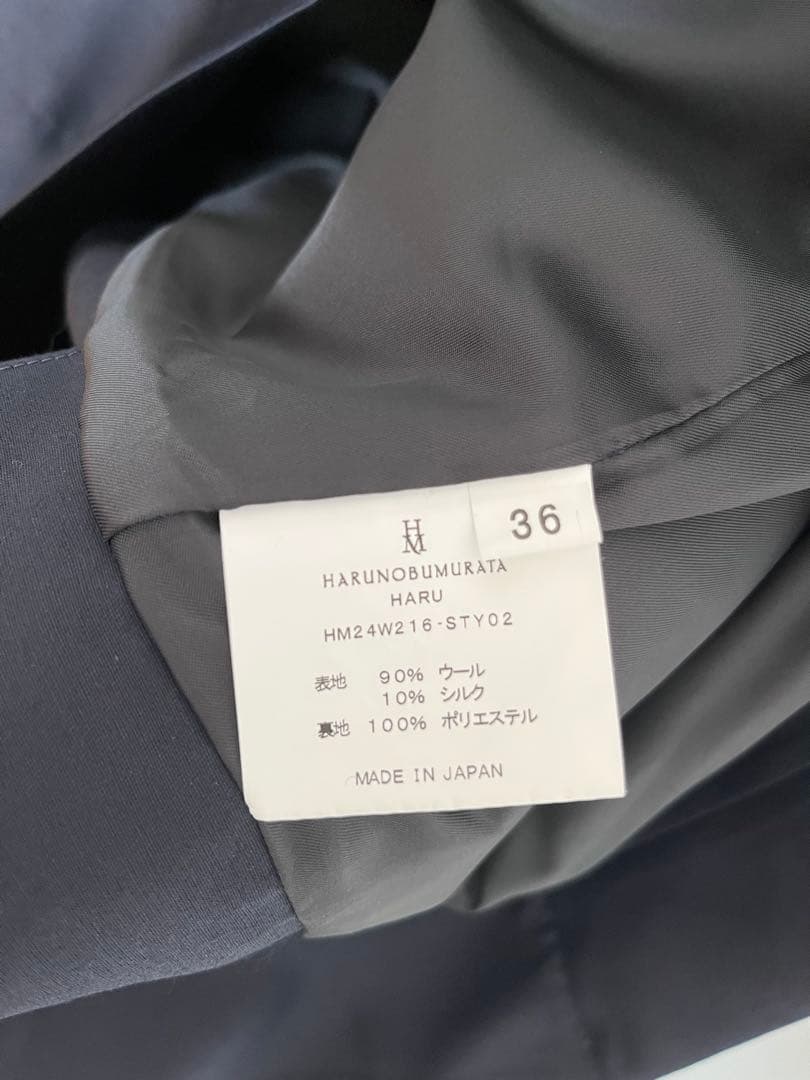 36
HM
HARUNOBUMURATA
HARU
HM24W216-STY02
表地 90% ウール
10% シルク
裏地 100% ポリエステル
MADE IN JAPAN